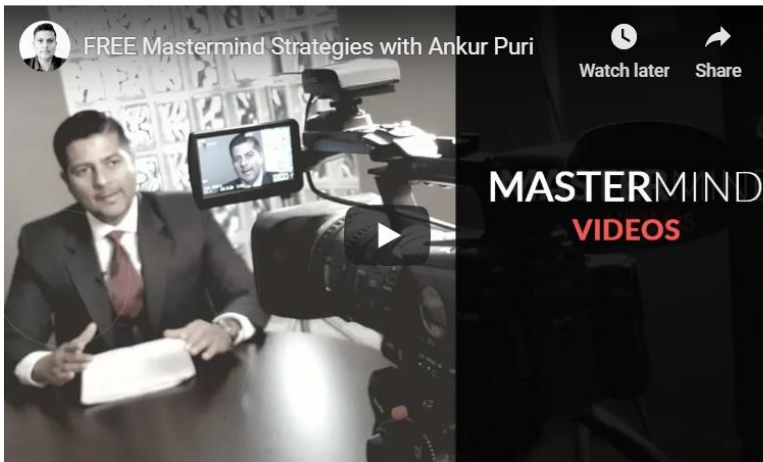 FREE Mastermind Strategies with Ankur Puri
Watch later
Share
MASTERMIND
VIDEOS